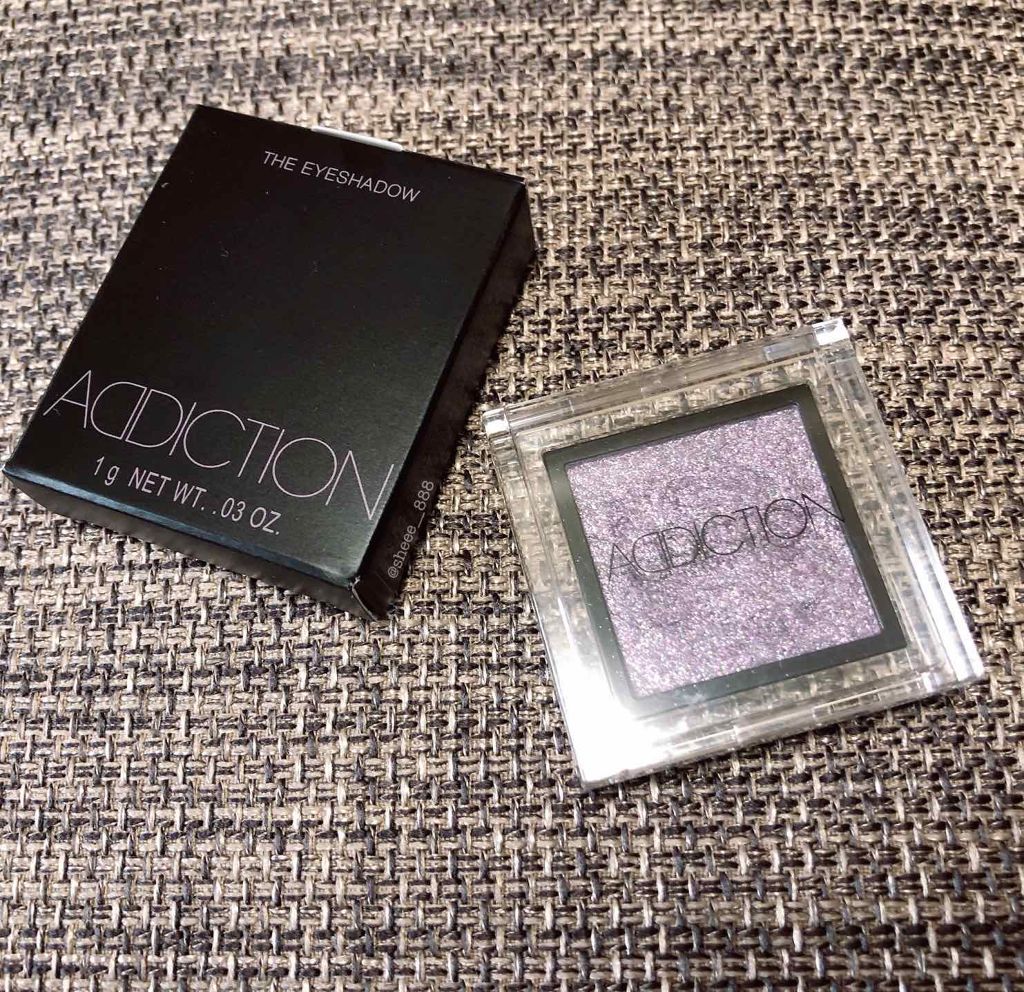 THE EYESHADOW
ADDICTION
1 g NET WT. .03 OZ.
@sheee_888
ADDICTION